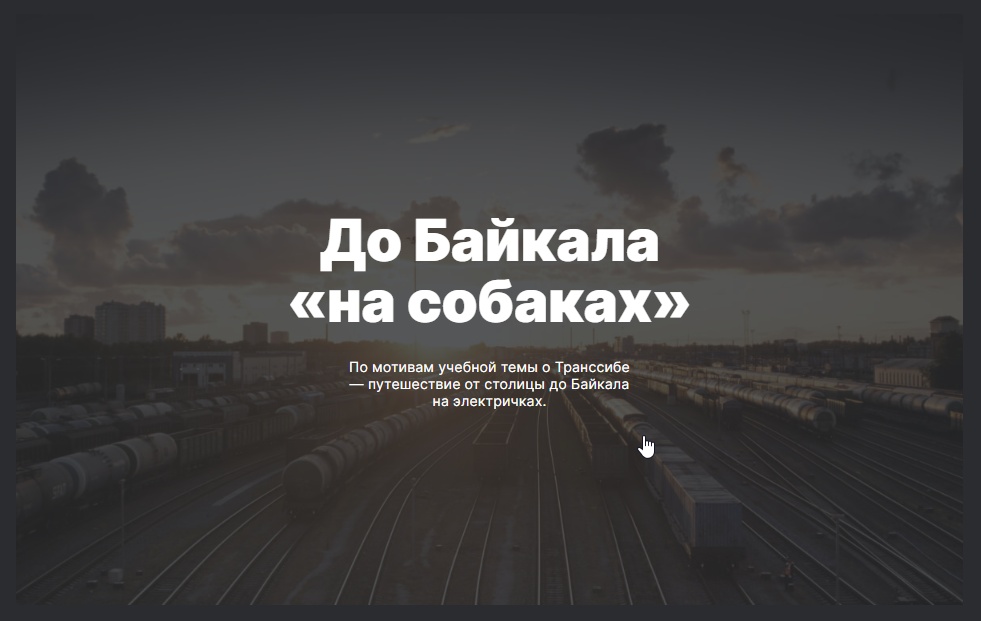 До Байкала
«на собаках»
По мотивам учебной темы о Транссибе
— путешествие от столицы до Байкала
на электричках.